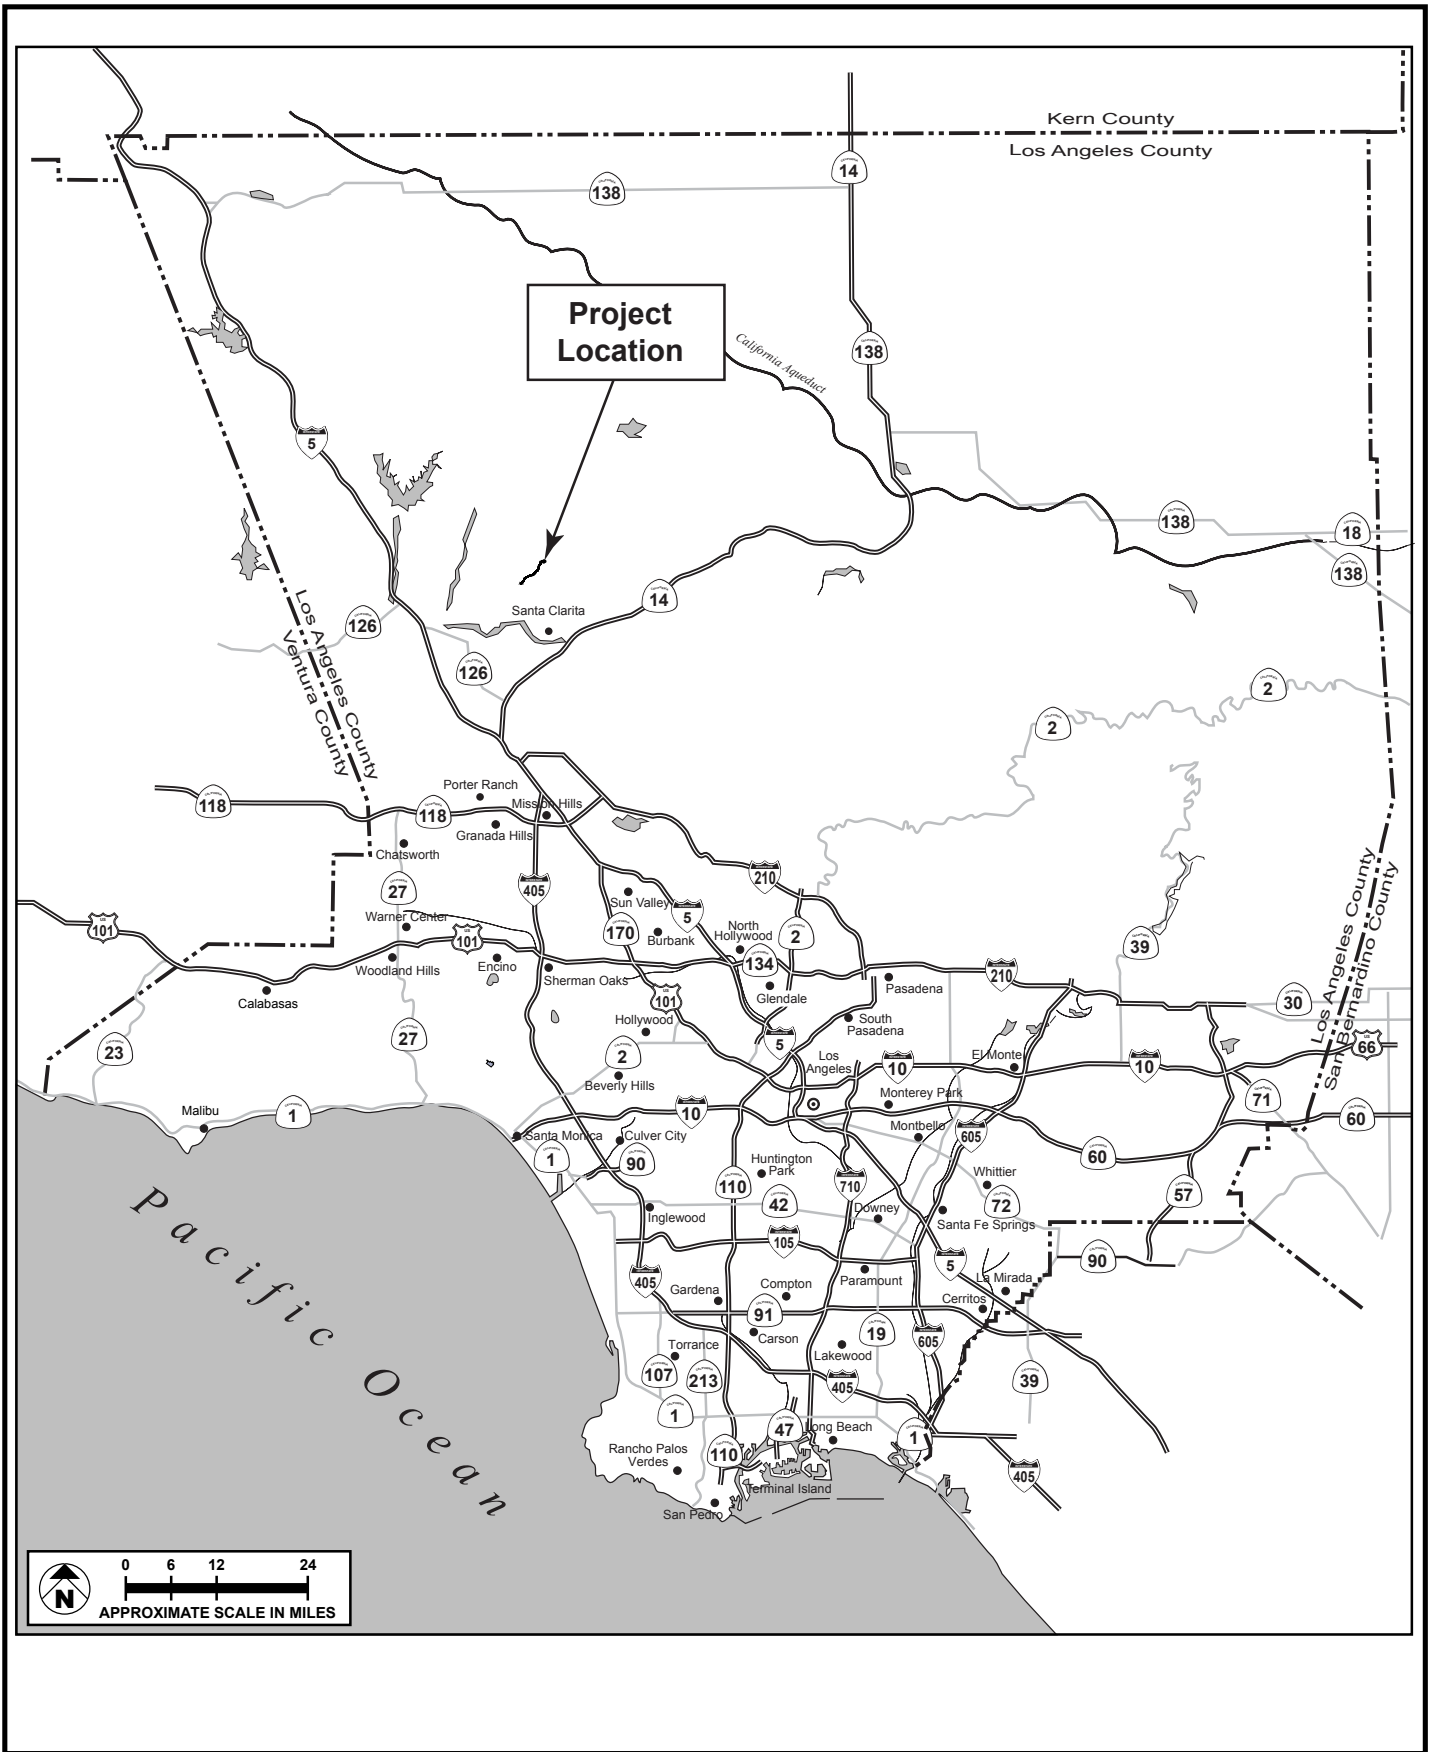 Kern County
Los Angeles County
14
138
Project
Location
California Aqueduct
138
5
138
18
138
Los Angeles County
Ventura County
126
14
Santa Clarita
126
2
2
Porter Ranch
118
118
Mission Hills
Granada Hills
Chatsworth
210
27
405
Sun Valley
5
Warner Center
US
101
US
101
170
Burbank
North
Hollywood
2
39
Los Angeles County
San Bernardino County
Woodland Hills
Encino
Sherman Oaks
134
210
Pasadena
Calabasas
US
101
Glendale
30
Hollywood
South
Pasadena
23
27
2
5
Los
Angeles
10
El Monte
10
US
66
Beverly Hills
Monterey Park
71
Malibu
1
10
60
Santa Monica
Culver City
Montbello
605
1
90
Huntington
Park
60
110
710
Whittier
57
42
72
Inglewood
Downey
Santa Fe Springs
105
5
90
405
Gardena
Compton
Paramount
La Mirada
Cerritos
91
Carson
19
605
Torrance
Lakewood
107
213
405
39
1
47
Long Beach
1
Rancho Palos
Verdes
110
405
Terminal Island
San Pedro
Pacific Ocean
0 6 12 24
N
APPROXIMATE SCALE IN MILES